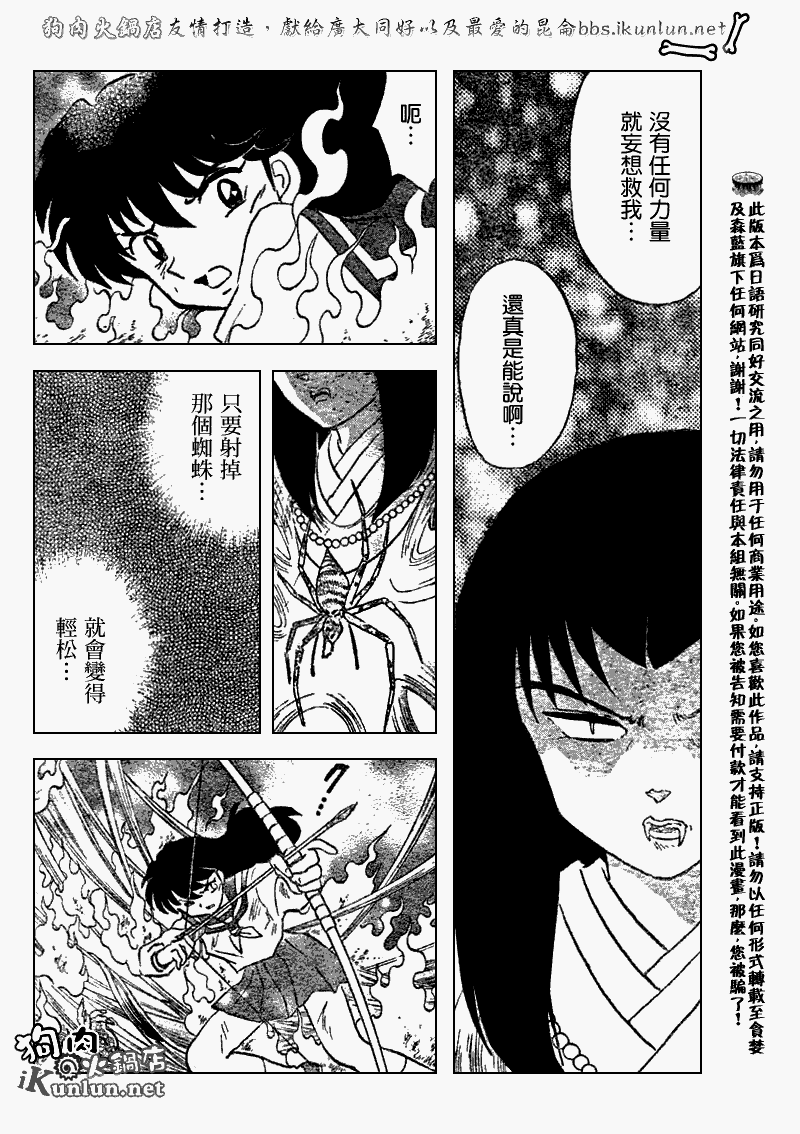 狗肉火鍋店友情打造，獻給廣大同好以及最愛的昆侖bbs.ikunlun.net
沒有任何力量
就妄想救我…
還真是能說啊…
呃…
只要射掉
那個蜘蛛…
就會變得
輕松…
此版本爲日語研究同好交流之用，請勿用于任何商業用途。如您喜歡此作品，請支持正版！請勿以任何形式轉載至貪婪
及森藍旗下任何網站，謝謝！一切法律責任與本組無關。如果您被告知需要付款才能看到此漫畫，那麽，您被騙了！
狗肉火鍋店
iKunlun.net